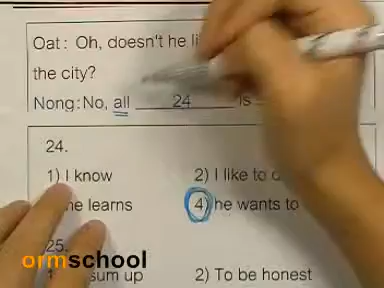 Oat: Oh, doesn't he
the city?
Nong: No, all 24 is
24.
1) I know 2) I like to
he learns 4) he wants to
25.
sum up 2) To be honest
ormschool